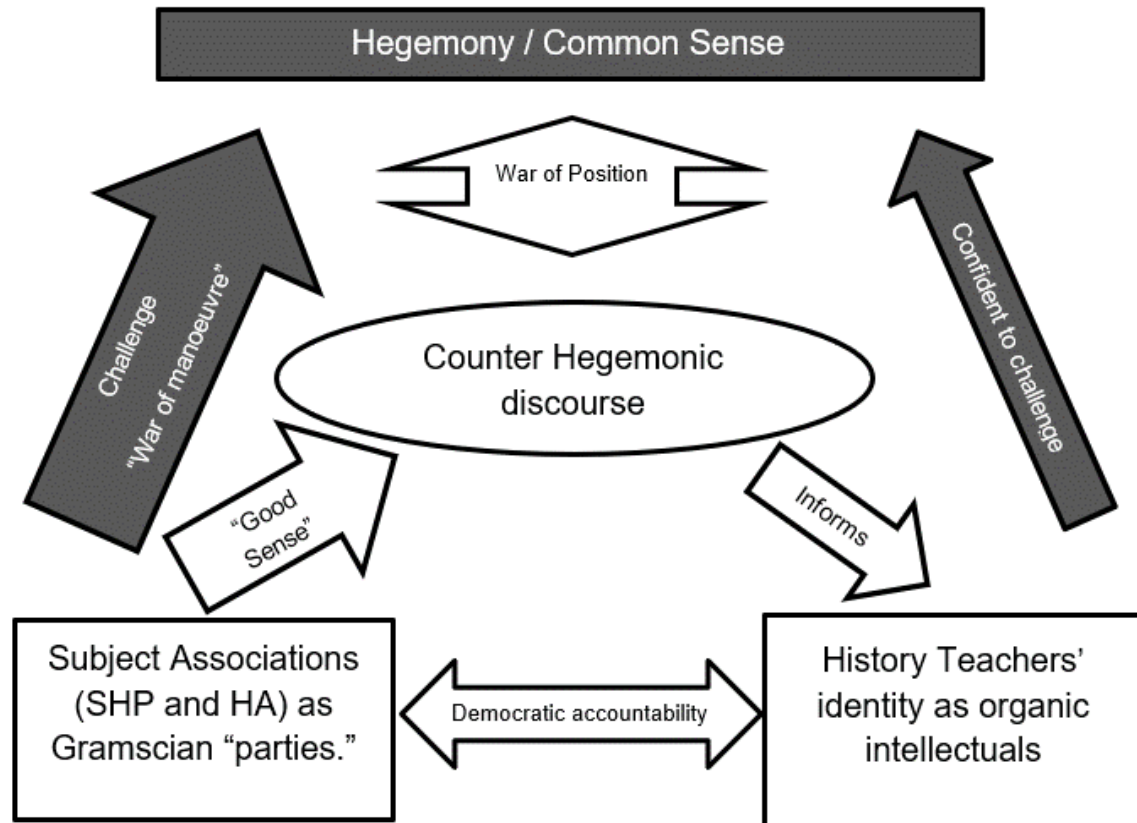 Hegemony / Common Sense
War of Position
Challenge
“War of manoeuvre”
Confident to challenge
Counter Hegemonic
discourse
“Good
Sense”
Informs
Subject Associations
(SHP and HA) as
Gramscian “parties.”
Democratic accountability
History Teachers’
identity as organic
intellectuals